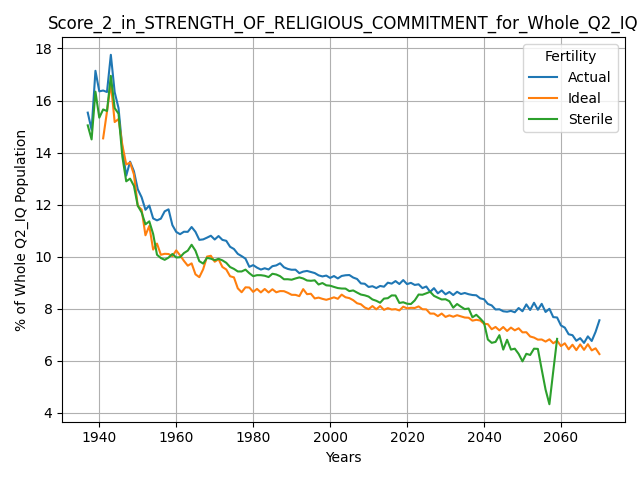 Score_2_in_STRENGTH_OF_RELIGIOUS_COMMITMENT_for_Whole_Q2_IQ
Fertility
Actual
Ideal
Sterile
% of Whole Q2_IQ Population
18
16
14
12
10
8
6
4
1940 1960 1980 2000 2020 2040 2060
Years